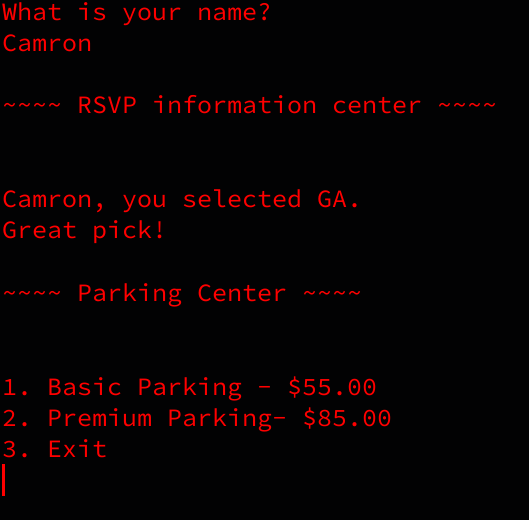 What is your name?
Camron
~~~~ RSVP information center ~~~~
Camron, you selected GA.
Great pick!
~~~~ Parking Center ~~~~
1. Basic Parking - $55.00
2. Premium Parking- $85.00
3. Exit